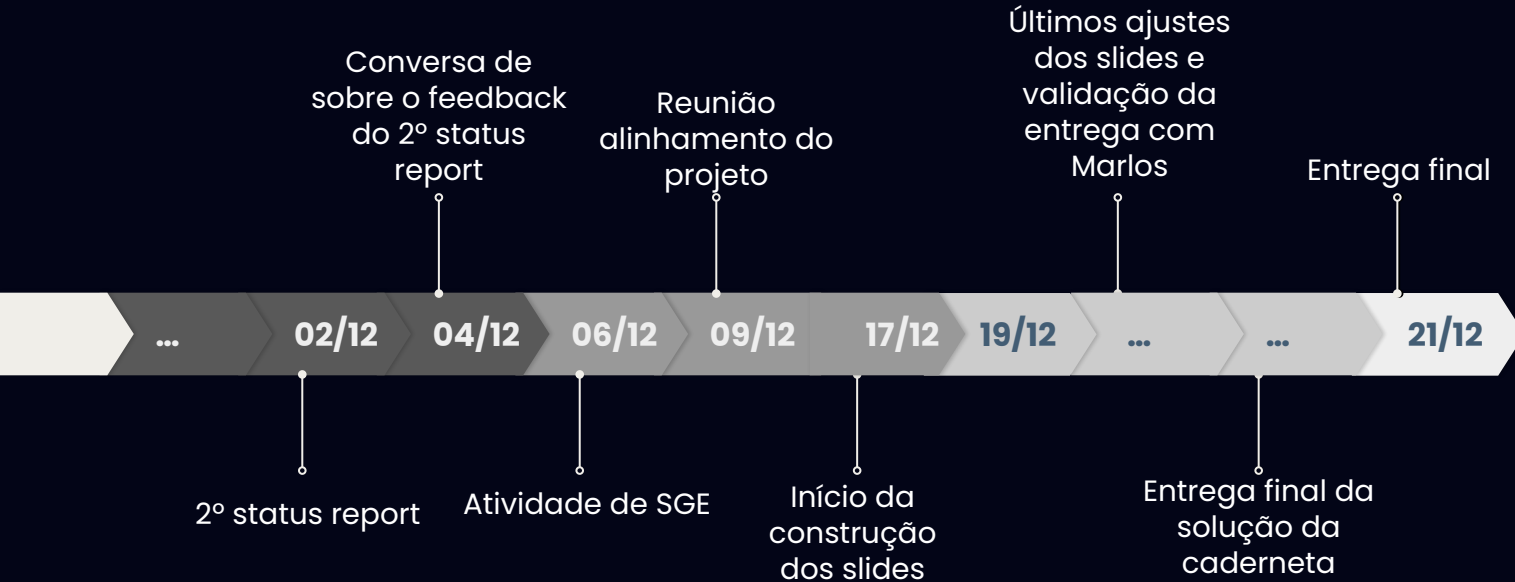 Conversa de
sobre o feedback
do 2º status
report
Reunião
alinhamento do
projeto
Últimos ajustes
dos slides e
validação da
entrega com
Marlos
Entrega final
... 02/12 04/12 06/12 09/12 17/12 19/12 ... ... 21/12
2º status report
Atividade de SGE
Início da
construção
dos slides
Entrega final da
solução da
caderneta